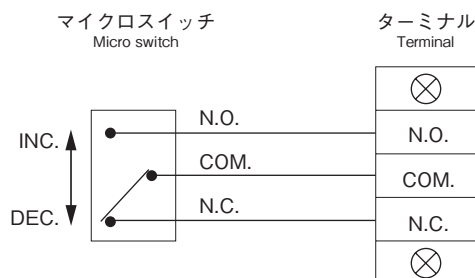 マイクロスイッチ
Micro switch
ターミナル
Terminal
INC.
DEC.
N.O.
COM.
N.C.
N.O.
COM.
N.C.